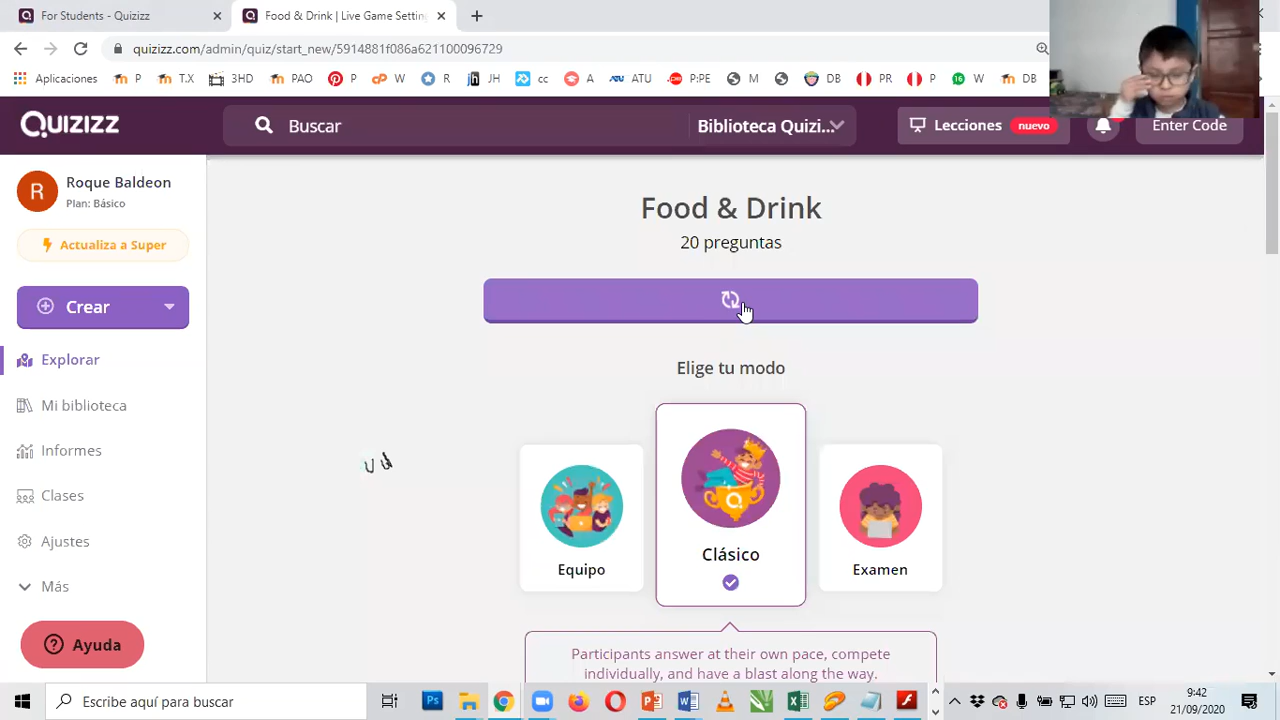 For Students - Quizizz
Food & Drink | Live Game Settin
quizizz.com/admin/quiz/start_new/5914881f086a621100096729
Aplicaciones P T.X 3HD PAO P W R JH cc A ATU P:PE M DB PR P W DB
Quizizz
Buscar
Biblioteca Quizi...
Lecciones nuevo
Enter Code
R
Roque Baldeon
Plan: Básico
Actualiza a Super
Crear
Explorar
Mi biblioteca
Informes
Clases
Ajustes
Más
Ayuda
Food & Drink
20 preguntas
Elige tu modo
Equipo
Clásico
Examen
Participants answer at their own pace, compete
individually, and have a blast along the way.
Escribe aquí para buscar
ESP
9:42
21/09/2020